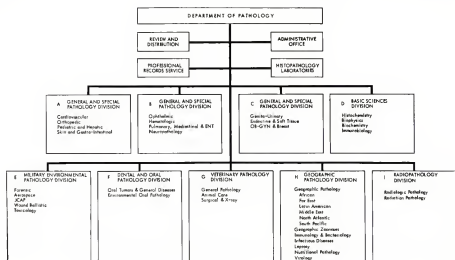 DEPARTMENT OF PATHOLOGY
REVIEW AND
DISTRIBUTION
ADMINISTRATIVE
OFFICE
PROFESSIONAL
RECORDS SERVICE
HISTOPATHOLOGY
LABORATORIES
A GENERAL AND SPECIAL
PATHOLOGY DIVISION
Cardiovascular
Orthopedic
Pediatric and Hepatic
Skin and Gastro-Intestinal
B GENERAL AND SPECIAL
PATHOLOGY DIVISION
Ophthalmic
Hematologic
Pulmonary, Mediastinal & ENT
Neuropathology
C GENERAL AND SPECIAL
PATHOLOGY DIVISION
Genito-Urinary
Endocrine & Soft Tissue
OB-GYN & Breast
D BASIC SCIENCES
DIVISION
Histochemistry
Biophysics
Biochemistry
Immunobiology
E MILITARY ENVIRONMENTAL
PATHOLOGY DIVISION
Forensic
Aerospace
JCAP
Wound Ballistics
Toxicology
F DENTAL AND ORAL
PATHOLOGY DIVISION
Oral Tumors & General Diseases
Environmental Oral Pathology
G VETERINARY PATHOLOGY
DIVISION
General Pathology
Animal Care
Surgical & X-ray
H GEOGRAPHIC
PATHOLOGY DIVISION
Geographic Pathology
African
Far East
Latin American
Middle East
North Atlantic
South Pacific
Geographic Zoonoses
Immunology & Bacteriology
Infectious Diseases
Leprosy
Nutritional Pathology
Virology
I RADIOPATHOLOGY
DIVISION
Radiologic Pathology
Radiation Pathology